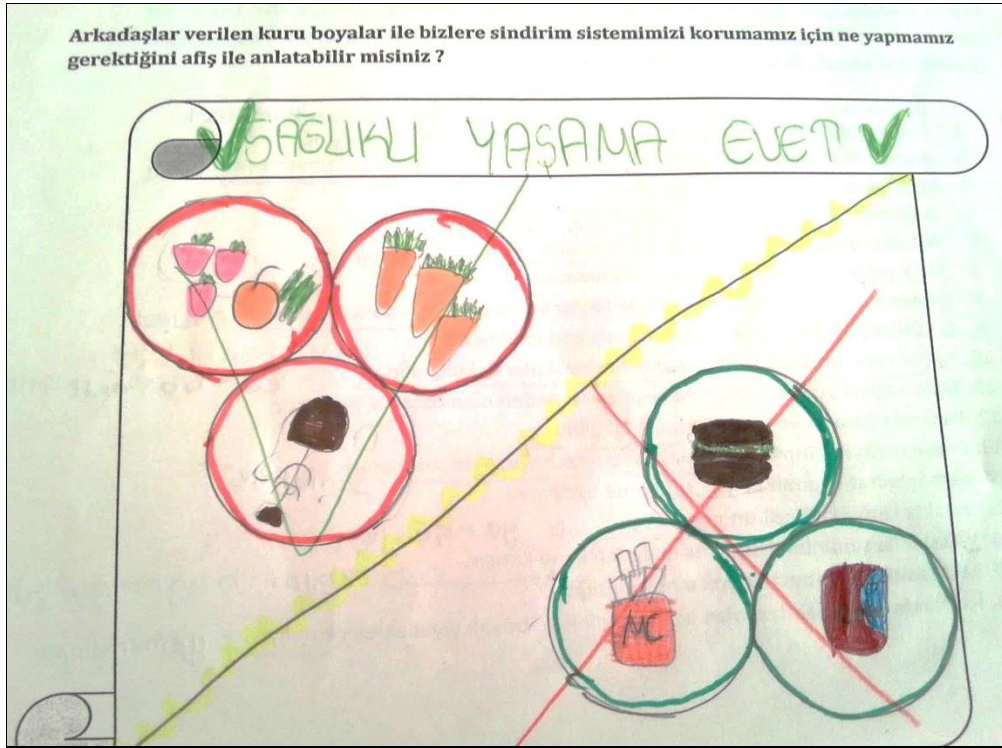 Arkadaşlar verilen kuru boyalar ile bizlere sindirim sistemimizi korumamız için ne yapmamız
gerektiğini afiş ile anlatabilir misiniz ?
SAĞLIKLI YAŞAMA EVET
MC